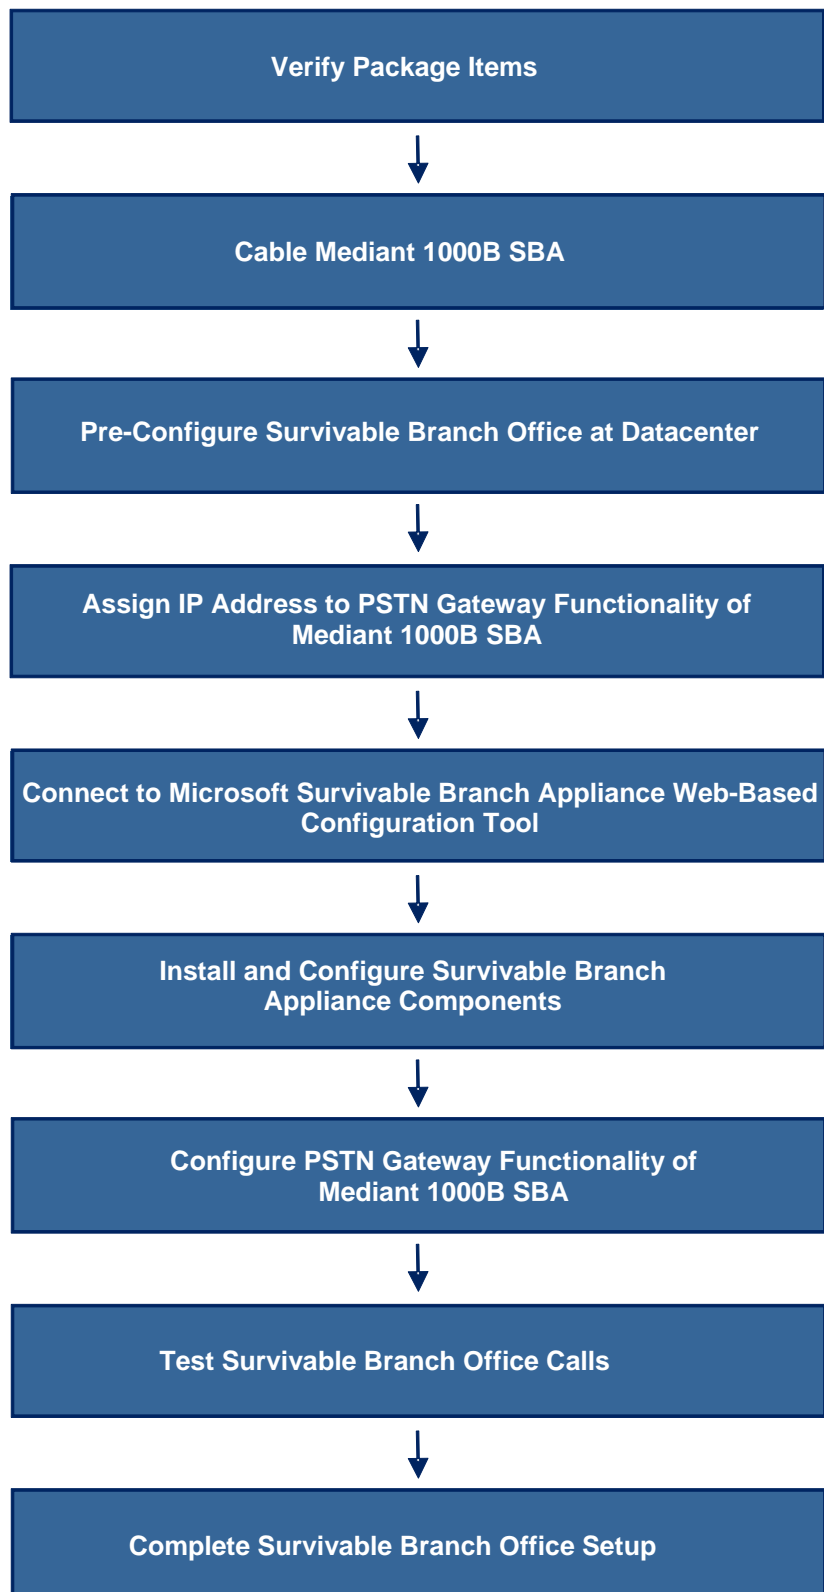 Verify Package Items
Cable Mediant 1000B SBA
Pre-Configure Survivable Branch Office at Datacenter
Assign IP Address to PSTN Gateway Functionality of
Mediant 1000B SBA
Connect to Microsoft Survivable Branch Appliance Web-Based
Configuration Tool
Install and Configure Survivable Branch
Appliance Components
Configure PSTN Gateway Functionality of
Mediant 1000B SBA
Test Survivable Branch Office Calls
Complete Survivable Branch Office Setup